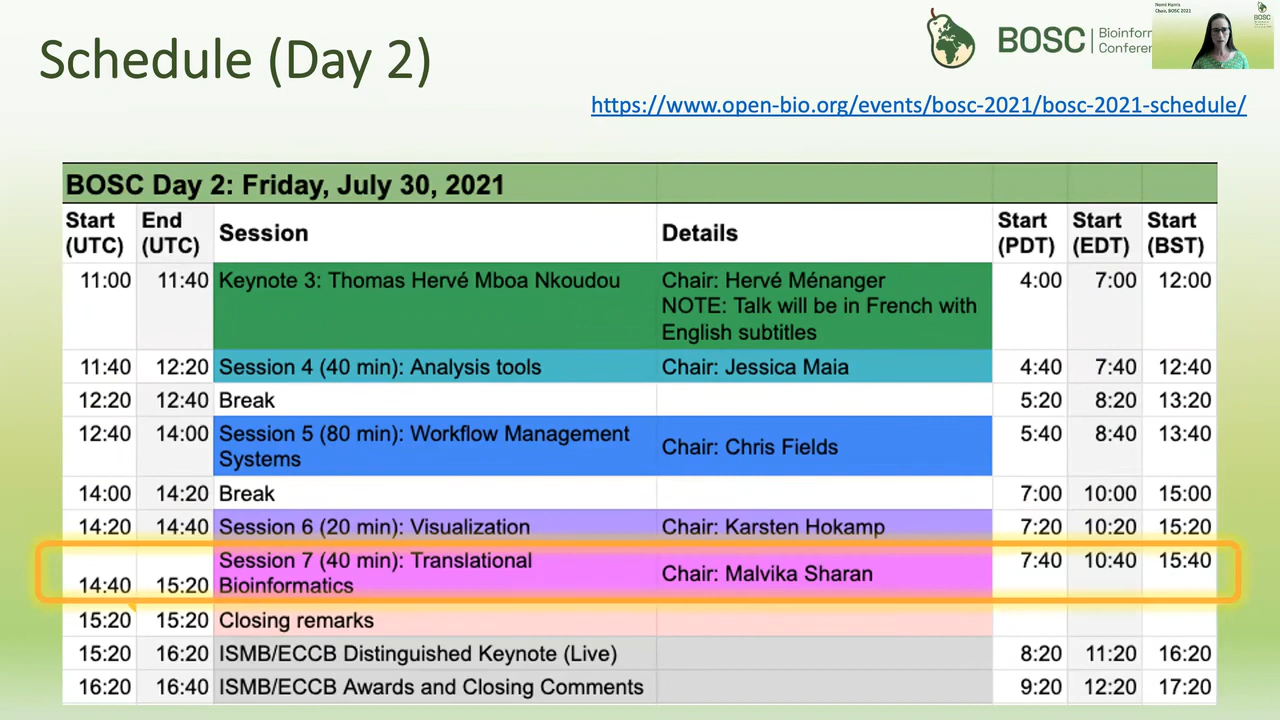 Schedule (Day 2)
BOSC
Bioinform
Confere
Nomi Harris
Chair, BOSC 2021
BOSC
https://www.open-bio.org/events/bosc-2021/bosc-2021-schedule/
BOSC Day 2: Friday, July 30, 2021
Start (UTC) End (UTC) Session Details Start (PDT) Start (EDT) Start (BST)
11:00 11:40 Keynote 3: Thomas Hervé Mboa Nkoudou Chair: Hervé Ménanger 4:00 7:00 12:00
NOTE: Talk will be in French with
English subtitles
11:40 12:20 Session 4 (40 min): Analysis tools Chair: Jessica Maia 4:40 7:40 12:40
12:20 12:40 Break 5:20 8:20 13:20
12:40 14:00 Session 5 (80 min): Workflow Management Systems Chair: Chris Fields 5:40 8:40 13:40
14:00 14:20 Break 7:00 10:00 15:00
14:20 14:40 Session 6 (20 min): Visualization Chair: Karsten Hokamp 7:20 10:20 15:20
14:40 15:20 Session 7 (40 min): Translational Bioinformatics Chair: Malvika Sharan 7:40 10:40 15:40
15:20 15:20 Closing remarks
15:20 16:20 ISMB/ECCB Distinguished Keynote (Live) 8:20 11:20 16:20
16:20 16:40 ISMB/ECCB Awards and Closing Comments 9:20 12:20 17:20